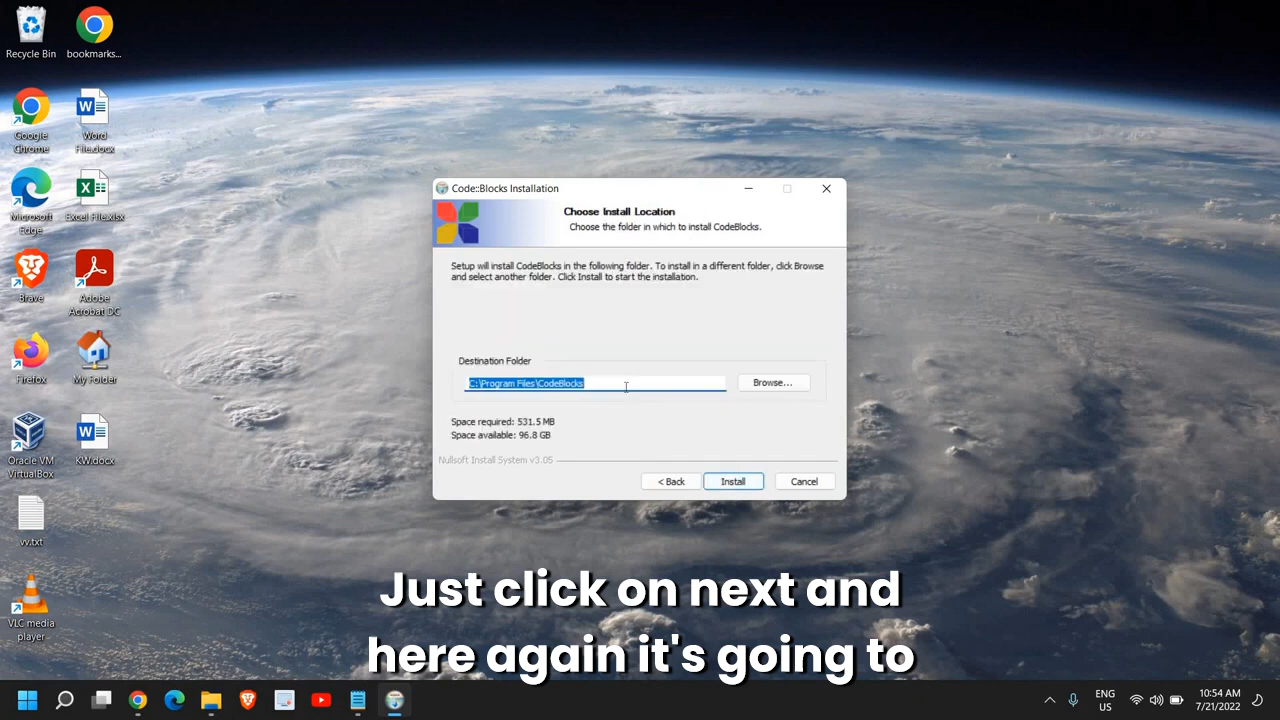 Recycle Bin
bookmarks...
Google Chrome
Word File.docx
Microsoft Edge
Excel File.xlsx
Brave
Adobe Acrobat DC
Firefox
My Folder
Oracle VM VirtualBox
KW.docx
vv.txt
VLC media player
Code::Blocks Installation
Choose Install Location
Choose the folder in which to install CodeBlocks.
Setup will install CodeBlocks in the following folder. To install in a different folder, click Browse
and select another folder. Click Install to start the installation.
Destination Folder
C:\Program Files\CodeBlocks
Browse...
Space required: 531.5 MB
Space available: 96.8 GB
Nullsoft Install System v3.05
< Back
Install
Cancel
Just click on next and
here again it's going to
ENG
US
10:54 AM
7/21/2022